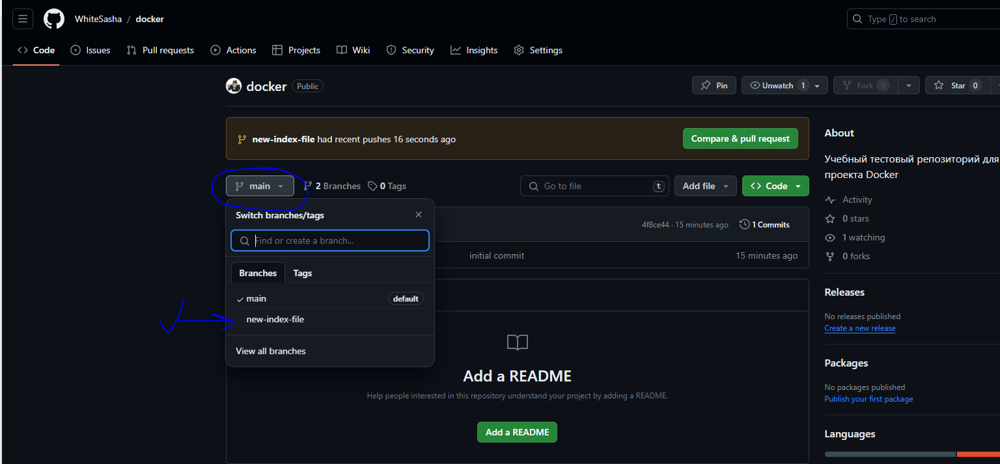 WhiteSasha / docker
Type / to search
Code Issues Pull requests Actions Projects Wiki Security Insights Settings
docker Public
Pin Unwatch 1 Fork 0 Star 0
new-index-file had recent pushes 16 seconds ago
Compare & pull request
main 2 Branches 0 Tags
Go to file t Add file Code
Switch branches/tags
Find or create a branch...
Branches Tags
main default
new-index-file
View all branches
4f8ce44 · 15 minutes ago 1 Commits
initial commit 15 minutes ago
Add a README
Help people interested in this repository understand your project by adding a README.
Add a README
About
Учебный тестовый репозиторий для
проекта Docker
Activity
0 stars
1 watching
0 forks
Releases
No releases published
Create a new release
Packages
No packages published
Publish your first package
Languages